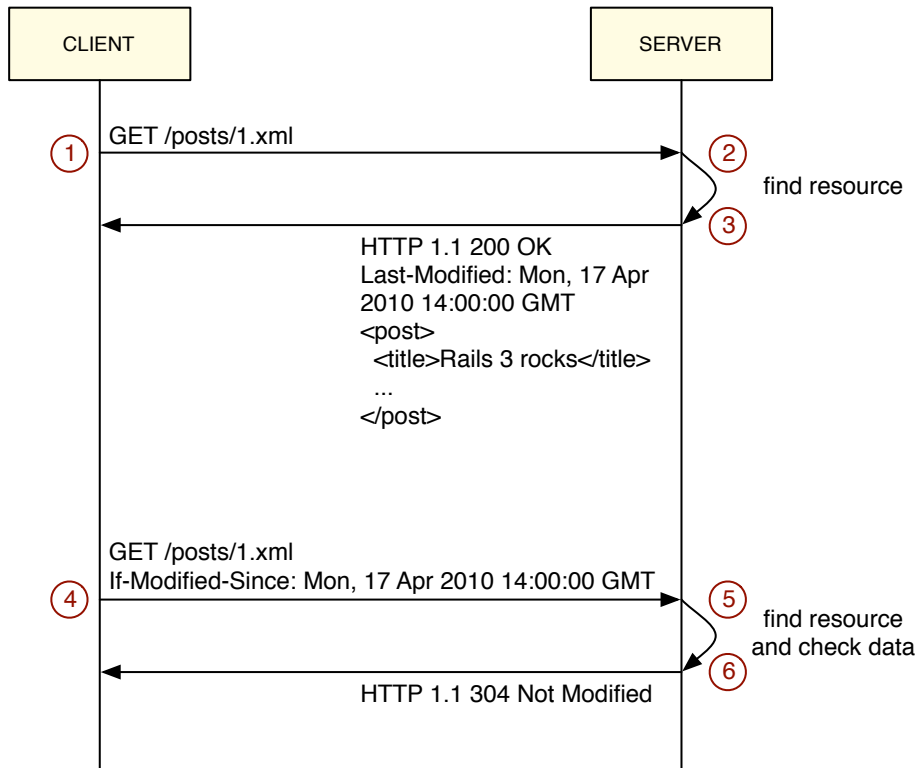 CLIENT
SERVER
GET /posts/1.xml
1
2
find resource
3
HTTP 1.1 200 OK
Last-Modified: Mon, 17 Apr
2010 14:00:00 GMT
<post>
<title>Rails 3 rocks</title>
...
</post>
GET /posts/1.xml
If-Modified-Since: Mon, 17 Apr 2010 14:00:00 GMT
4
5
find resource
and check data
6
HTTP 1.1 304 Not Modified